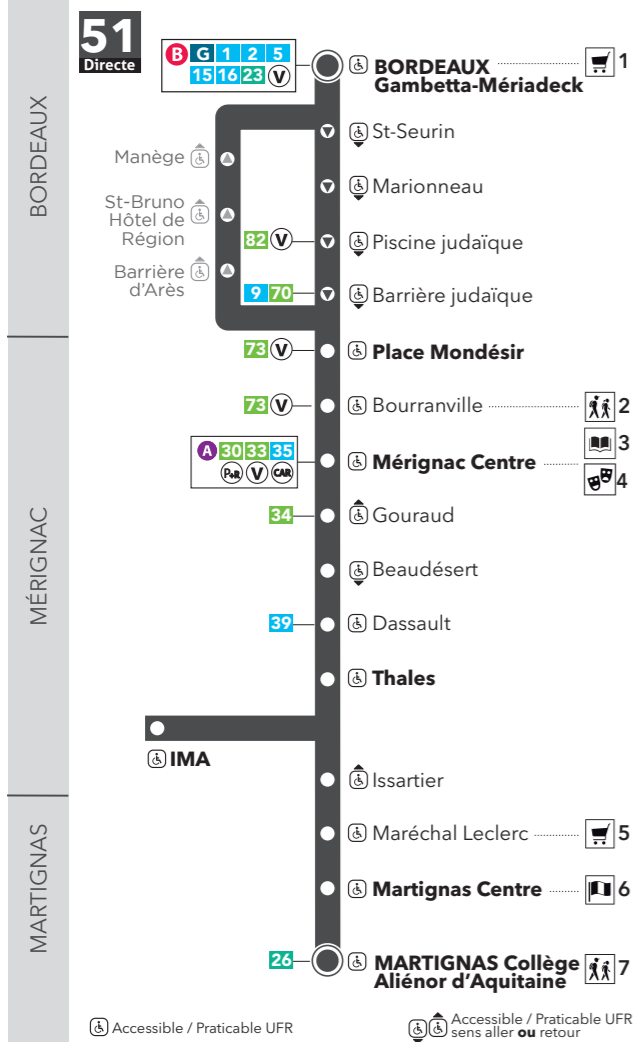 51
Directe
B G 1 2 5
15 16 23 V
BORDEAUX
Gambetta-Mériadeck
1
BORDEAUX
St-Seurin
Manège
Marionneau
St-Bruno
Hôtel de
Région
82 V
Piscine judaïque
Barrière
d'Arès
9 70
Barrière judaïque
73 V
Place Mondésir
MÉRIGNAC
73 V
Bourranville
2
A 30 33 35
P+R V CAR
Mérignac Centre
3
4
34
Gouraud
Beaudésert
39
Dassault
Thales
IMA
Issartier
MARTIGNAS
Maréchal Leclerc
5
Martignas Centre
6
26
MARTIGNAS Collège
Aliénor d'Aquitaine
7
Accessible / Praticable UFR
Accessible / Praticable UFR
sens aller ou retour